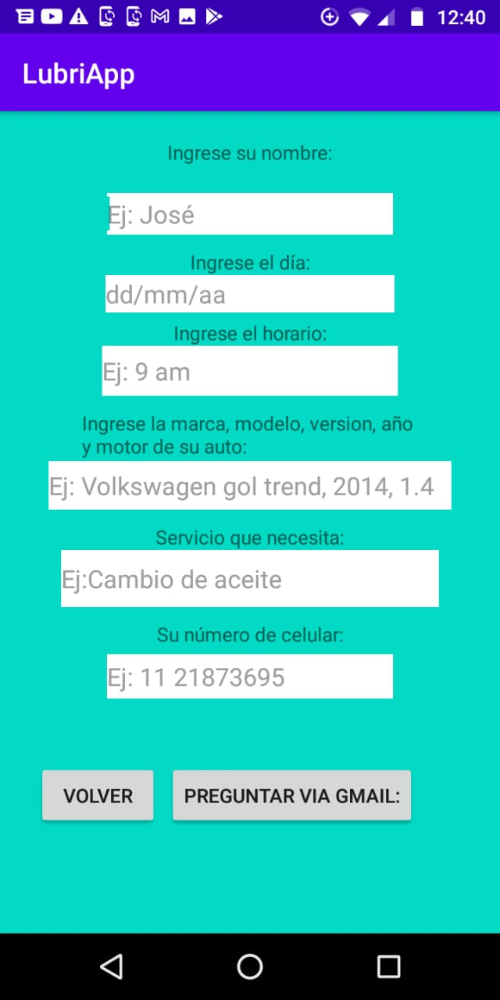 12:40
LubriApp
Ingrese su nombre:
Ej: José
Ingrese el día:
dd/mm/aa
Ingrese el horario:
Ej: 9 am
Ingrese la marca, modelo, version, año
y motor de su auto:
Ej: Volkswagen gol trend, 2014, 1.4
Servicio que necesita:
Ej:Cambio de aceite
Su número de celular:
Ej: 11 21873695
VOLVER
PREGUNTAR VIA GMAIL: